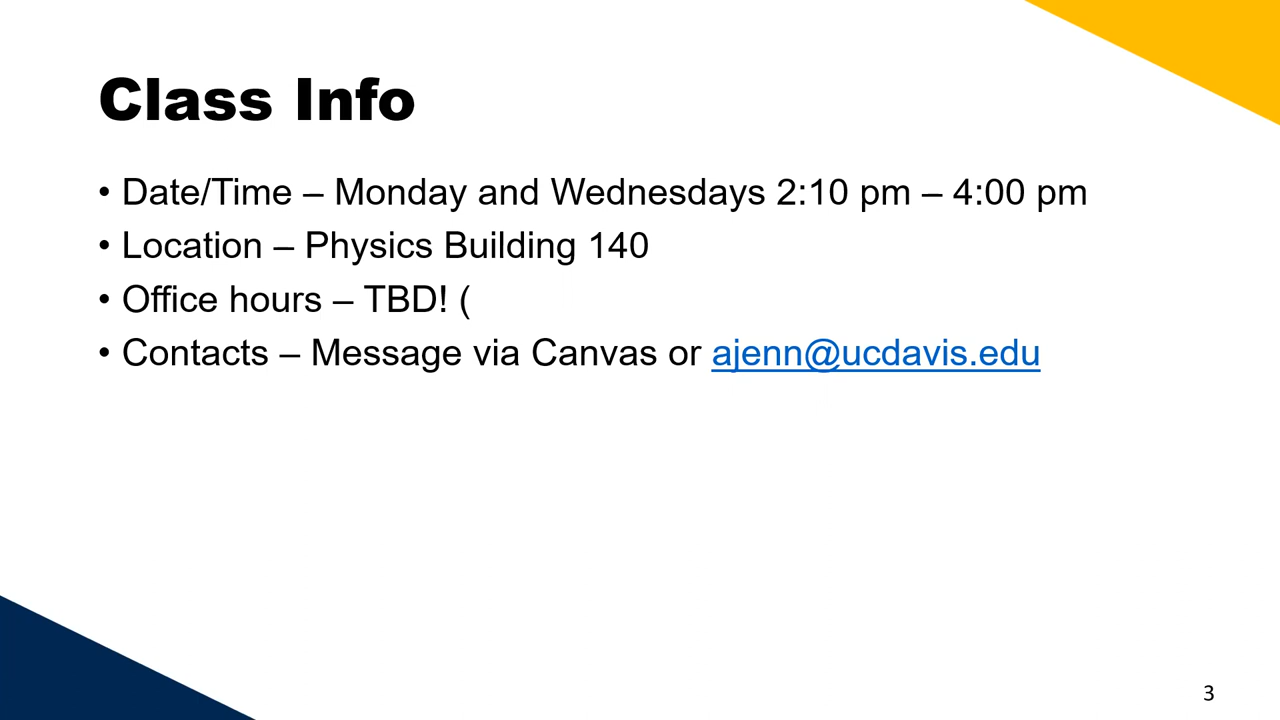 Class Info
• Date/Time – Monday and Wednesdays 2:10 pm – 4:00 pm
• Location – Physics Building 140
• Office hours – TBD! (
• Contacts – Message via Canvas or ajenn@ucdavis.edu
3